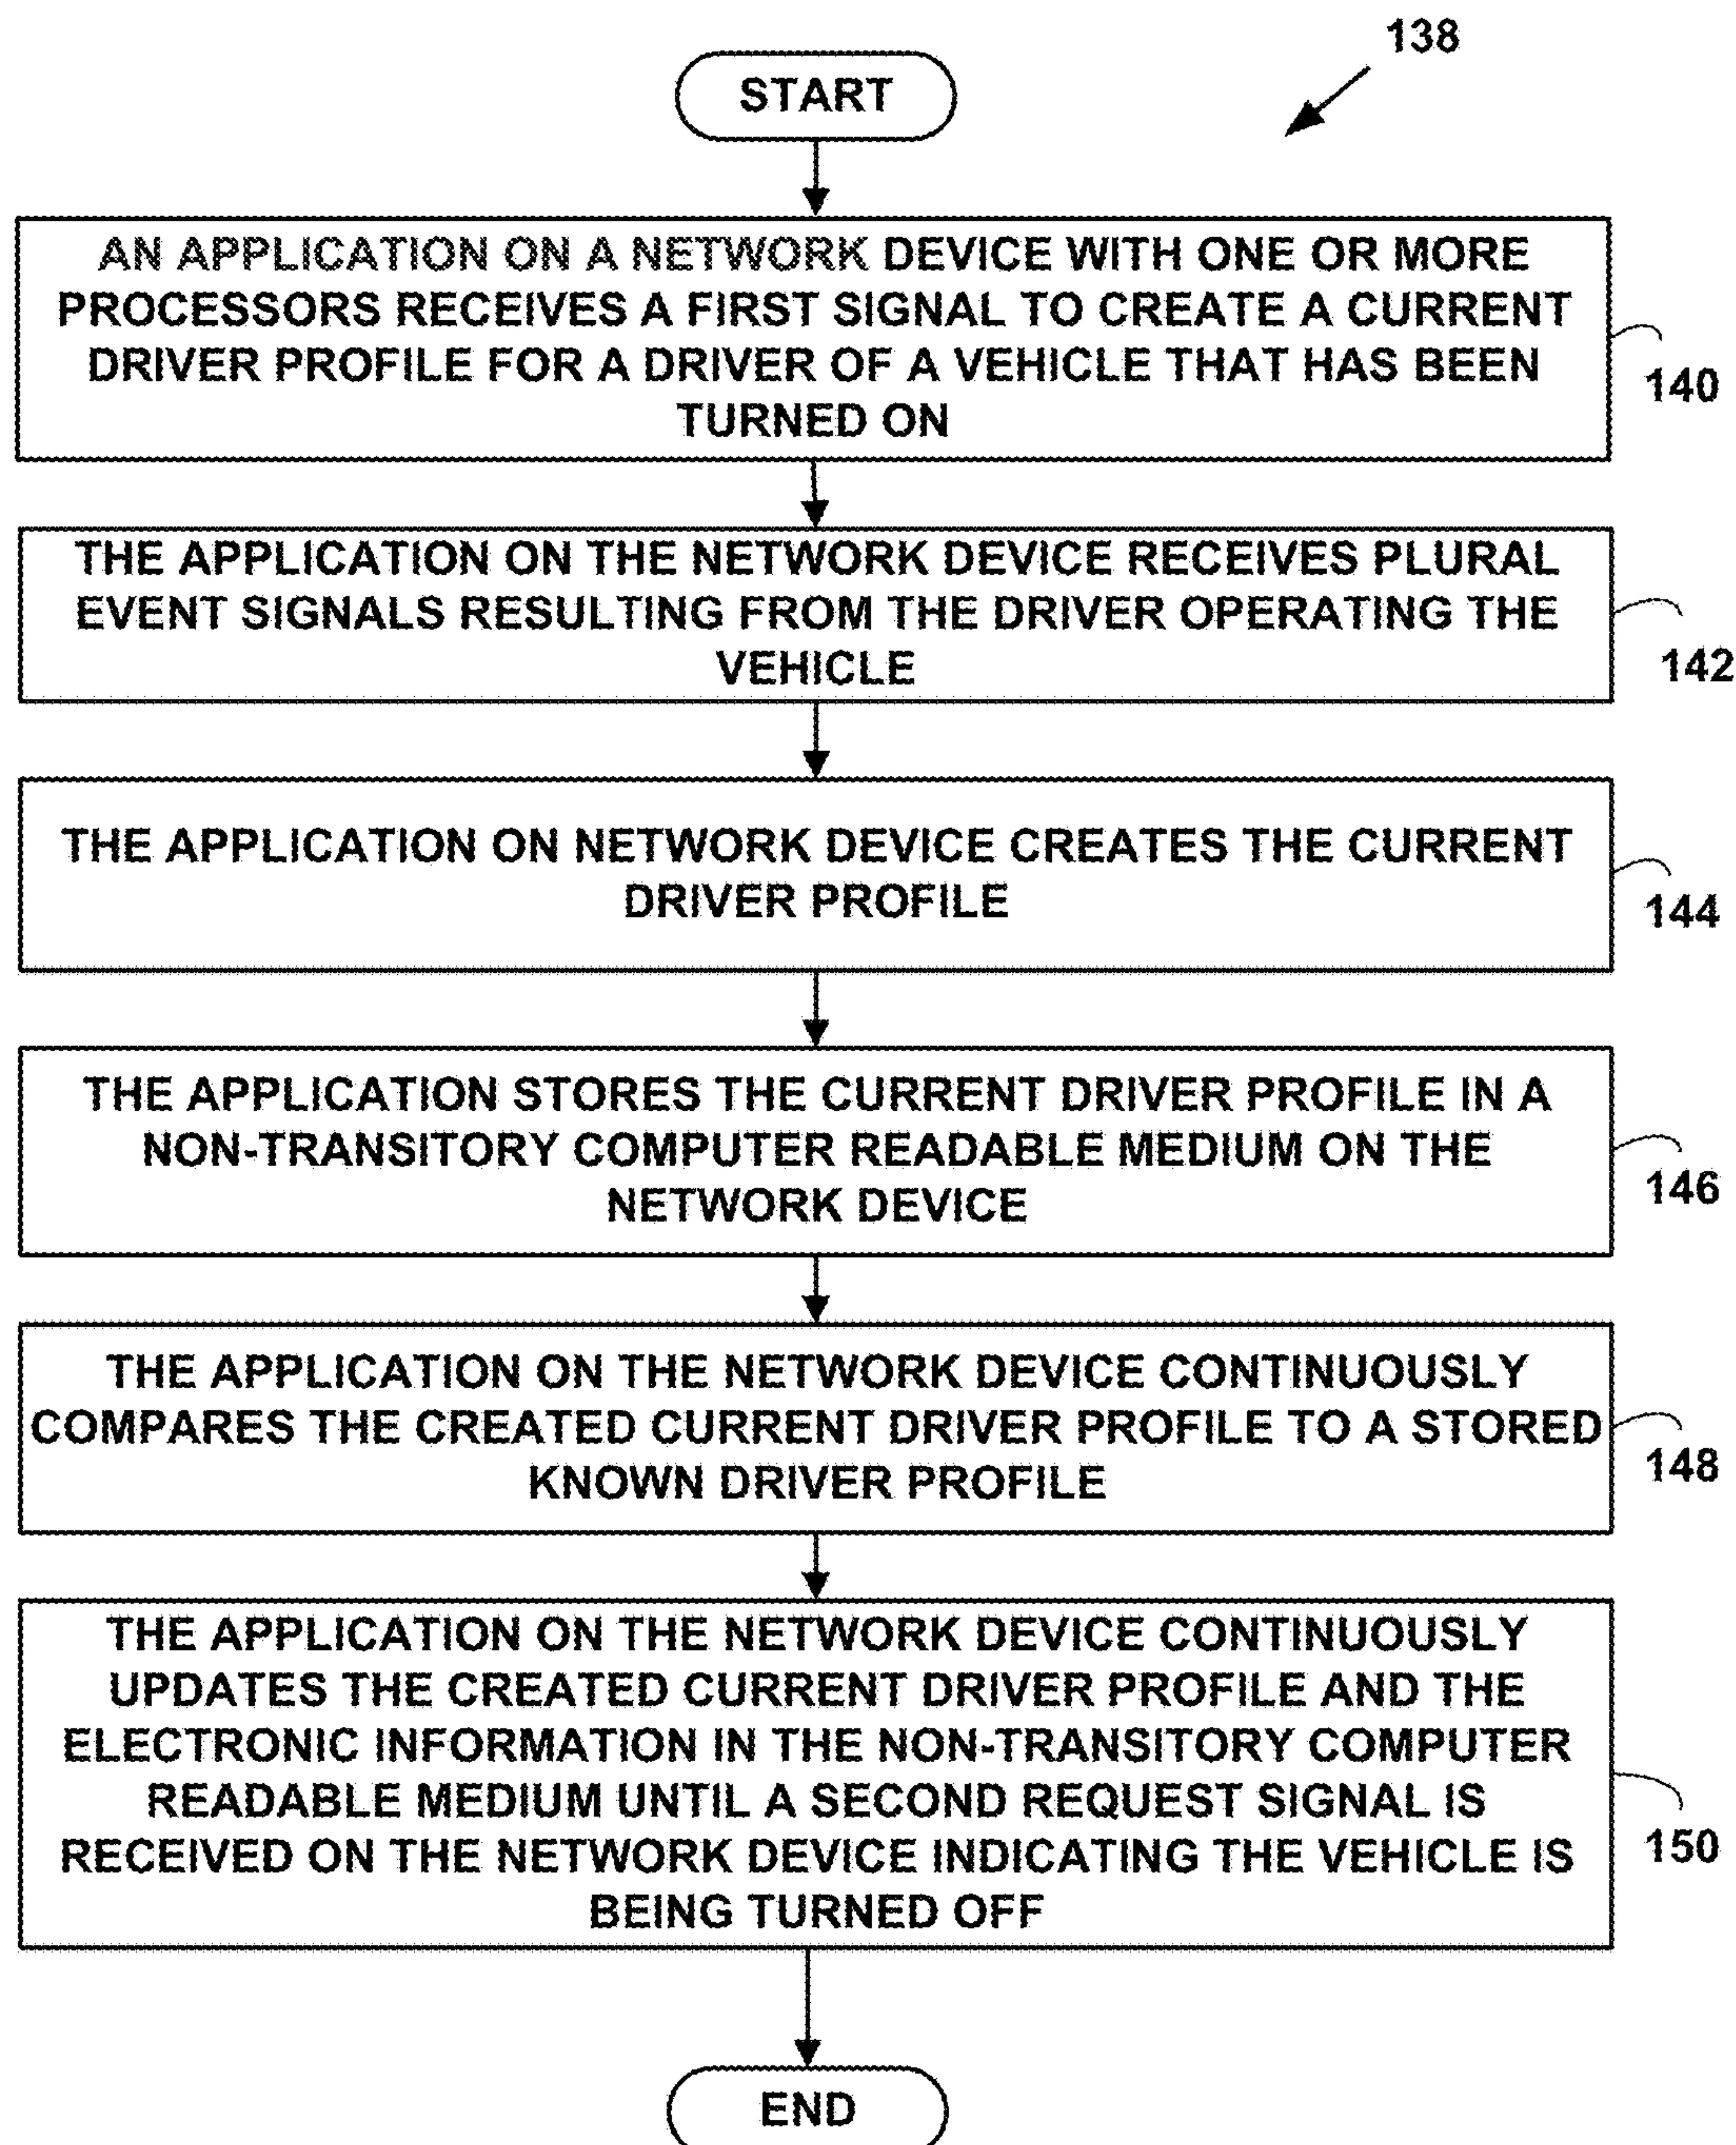 138
START
AN APPLICATION ON A NETWORK DEVICE WITH ONE OR MORE
PROCESSORS RECEIVES A FIRST SIGNAL TO CREATE A CURRENT
DRIVER PROFILE FOR A DRIVER OF A VEHICLE THAT HAS BEEN
TURNED ON
140
THE APPLICATION ON THE NETWORK DEVICE RECEIVES PLURAL
EVENT SIGNALS RESULTING FROM THE DRIVER OPERATING THE
VEHICLE
142
THE APPLICATION ON NETWORK DEVICE CREATES THE CURRENT
DRIVER PROFILE
144
THE APPLICATION STORES THE CURRENT DRIVER PROFILE IN A
NON-TRANSITORY COMPUTER READABLE MEDIUM ON THE
NETWORK DEVICE
146
THE APPLICATION ON THE NETWORK DEVICE CONTINUOUSLY
COMPARES THE CREATED CURRENT DRIVER PROFILE TO A STORED
KNOWN DRIVER PROFILE
148
THE APPLICATION ON THE NETWORK DEVICE CONTINUOUSLY
UPDATES THE CREATED CURRENT DRIVER PROFILE AND THE
ELECTRONIC INFORMATION IN THE NON-TRANSITORY COMPUTER
READABLE MEDIUM UNTIL A SECOND REQUEST SIGNAL IS
RECEIVED ON THE NETWORK DEVICE INDICATING THE VEHICLE IS
BEING TURNED OFF
150
END